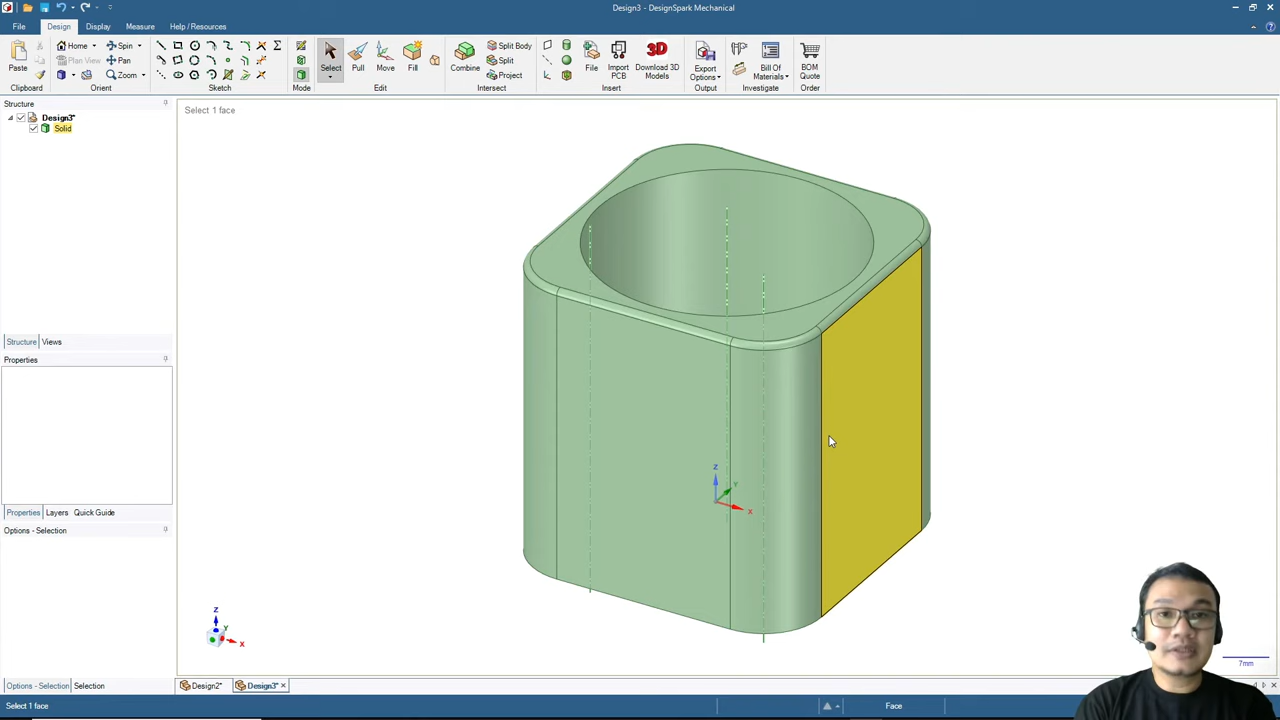 Design3 - DesignSpark Mechanical
File Design Display Measure Help / Resources
Paste
Clipboard
Home Spin
Plan View Pan
Zoom
Orient
Sketch
Mode
Select Pull Move Fill
Edit
Combine
Split Body
Split
Project
Intersect
File
Import PCB
3D
Download 3D Models
Insert
Export Options
Output
Bill Of Materials
Investigate
BOM Quote
Order
Structure
Design3*
Solid
Select 1 face
Structure Views
Properties
Properties Layers Quick Guide
Options - Selection
Z
Y
X
Z
Y
X
7mm
Options - Selection Selection
Design2* Design3*
Select 1 face
Face